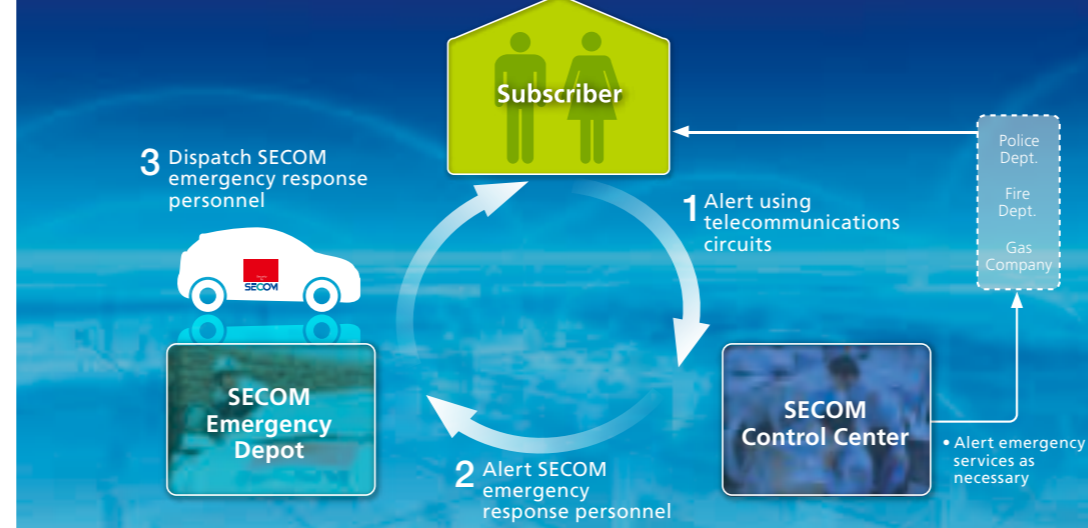 Subscriber
3 Dispatch SECOM
emergency response
personnel
1 Alert using
telecommunications
circuits
Police
Dept.
Fire
Dept.
Gas
Company
SECOM
SECOM
Emergency
Depot
SECOM
Control Center
2 Alert SECOM
emergency
response personnel
• Alert emergency
services as
necessary